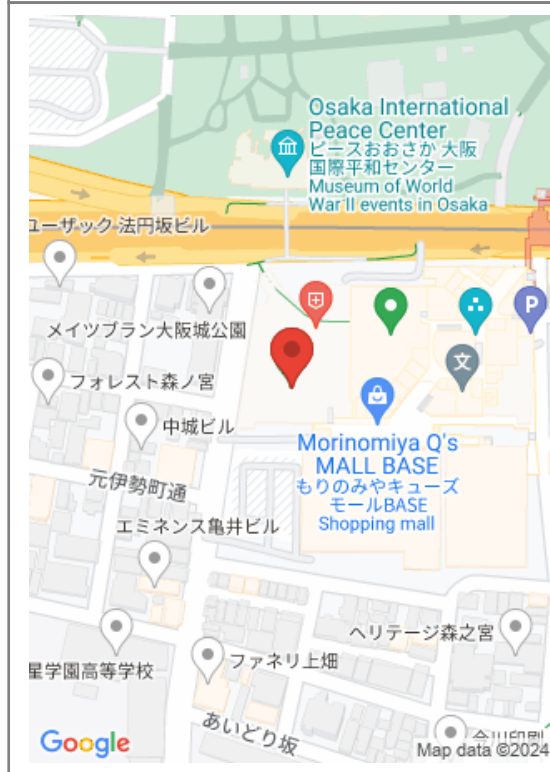 Osaka International
Peace Center
ピースおおさか 大阪
国際平和センター
Museum of World
War II events in Osaka
ユーザック 法円坂ビル
メイツブラン大阪城公園
P
文
フォレスト森ノ宮
中城ビル
Morinomiya Q's
MALL BASE
もりのみやキューズ
モールBASE
Shopping mall
元伊勢町通
エミネンス亀井ビル
ヘリテージ森之宮
星学園高等学校
ファネリ上畑
あいどり坂
Google
Map data ©2024